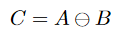 C = A ⊖ B